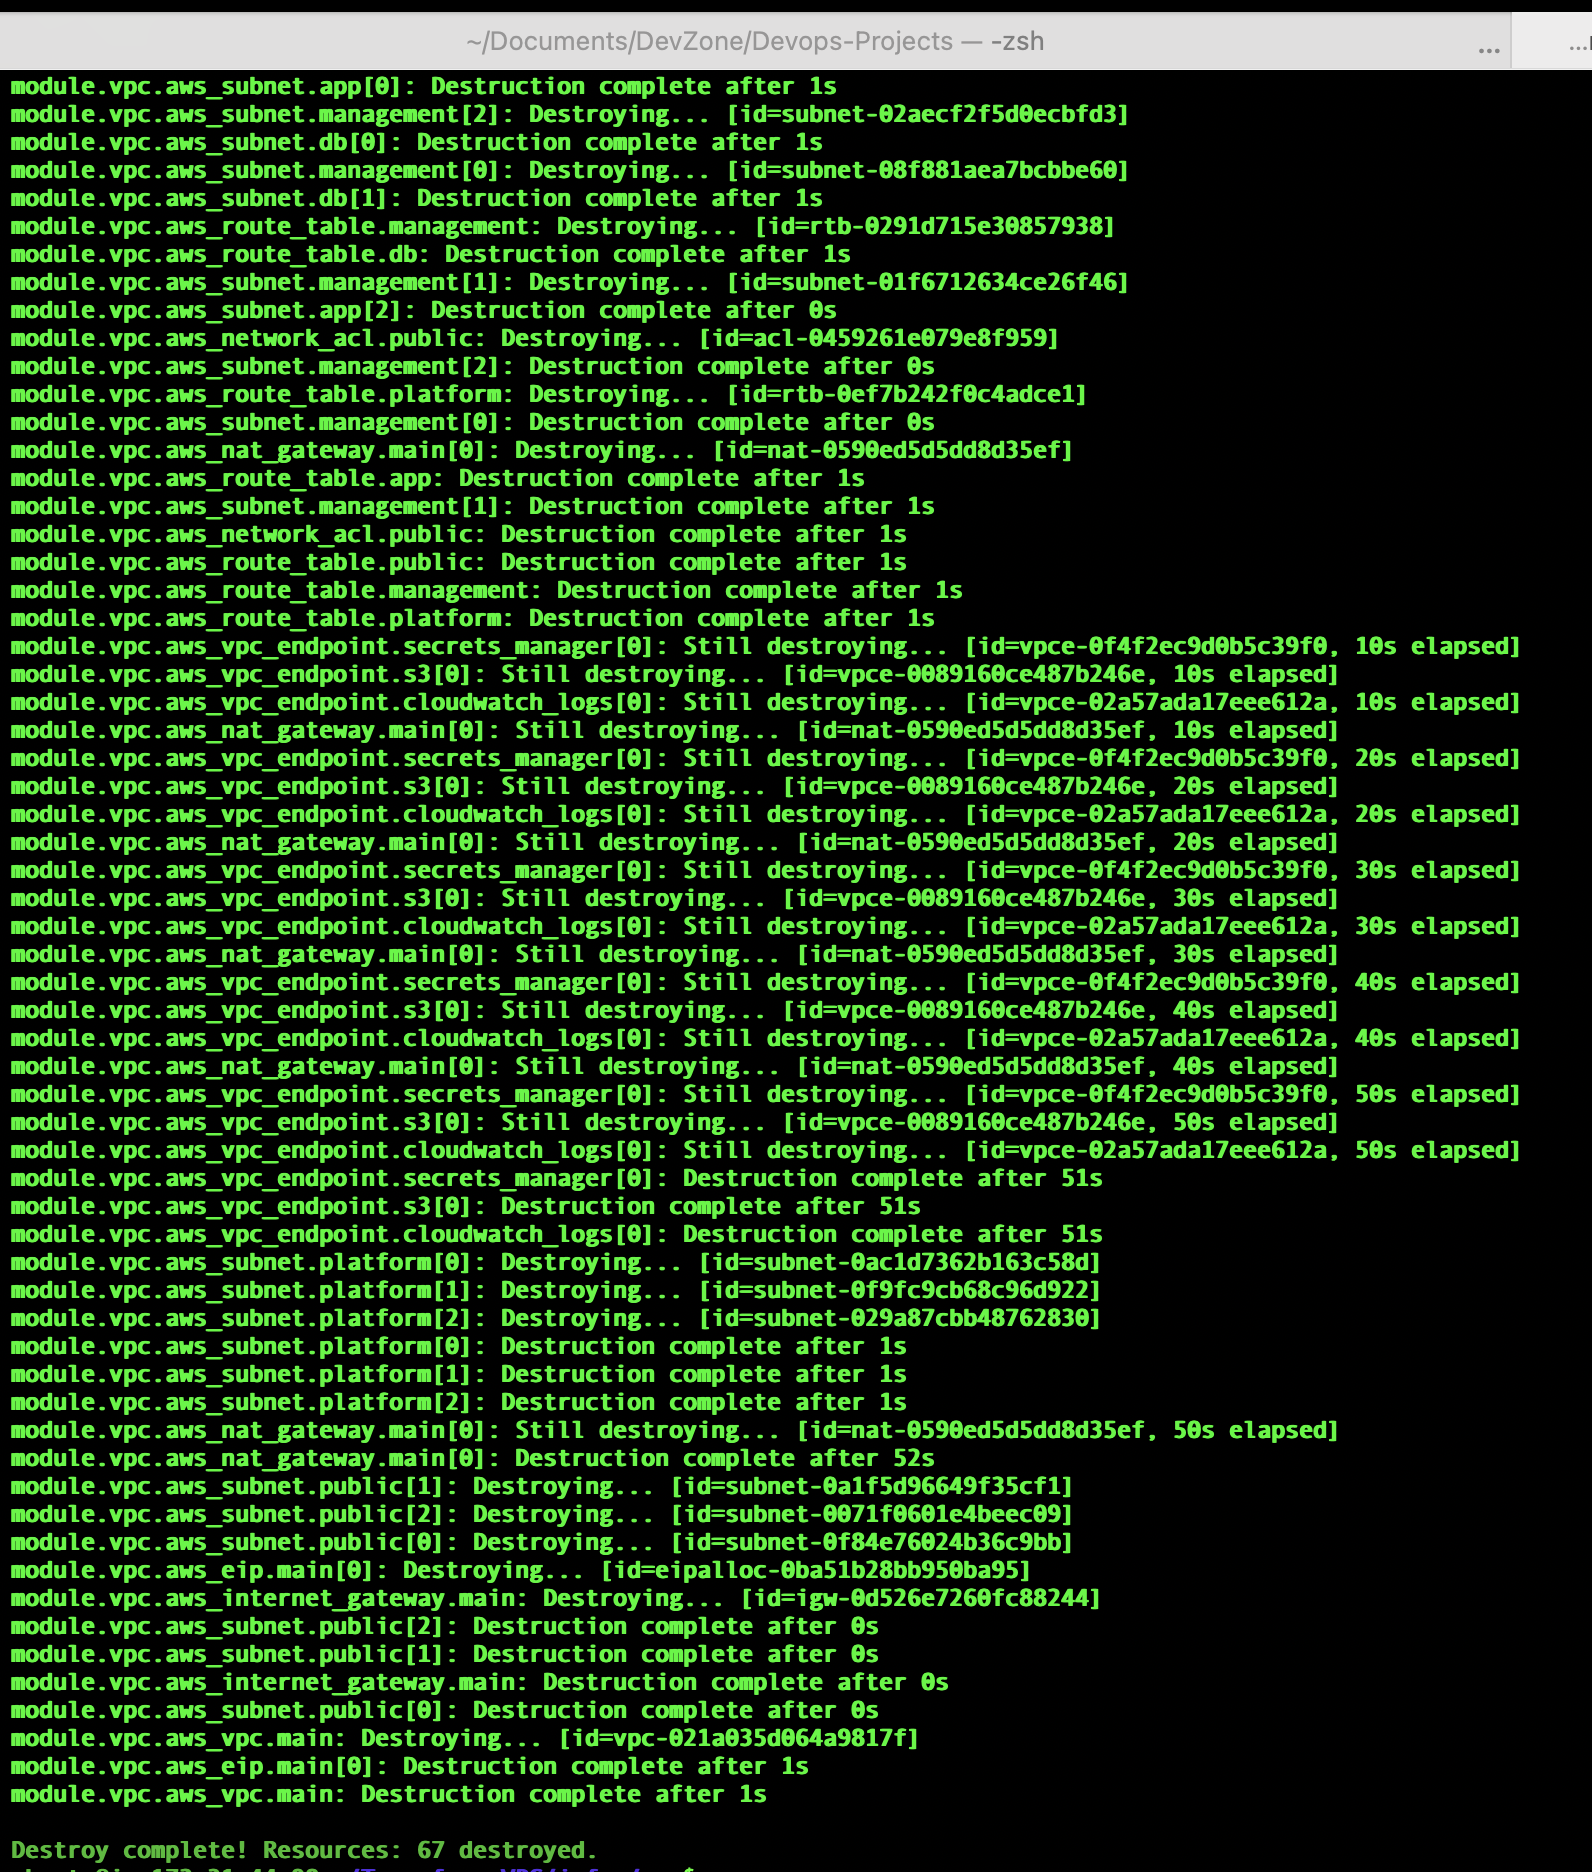 ~/Documents/DevZone/Devops-Projects — -zsh
...
module.vpc.aws_subnet.app[0]: Destruction complete after 1s
module.vpc.aws_subnet.management[2]: Destroying... [id=subnet-02aecf2f5d0ecbfd3]
module.vpc.aws_subnet.db[0]: Destruction complete after 1s
module.vpc.aws_subnet.management[0]: Destroying... [id=subnet-08f881aea7bcbbe60]
module.vpc.aws_subnet.db[1]: Destruction complete after 1s
module.vpc.aws_route_table.management: Destroying... [id=rtb-0291d715e30857938]
module.vpc.aws_route_table.db: Destruction complete after 1s
module.vpc.aws_subnet.management[1]: Destroying... [id=subnet-01f6712634ce26f46]
module.vpc.aws_subnet.app[2]: Destruction complete after 0s
module.vpc.aws_network_acl.public: Destroying... [id=acl-0459261e079e8f959]
module.vpc.aws_subnet.management[2]: Destruction complete after 0s
module.vpc.aws_route_table.platform: Destroying... [id=rtb-0ef7b242f0c4adce1]
module.vpc.aws_subnet.management[0]: Destruction complete after 0s
module.vpc.aws_nat_gateway.main[0]: Destroying... [id=nat-0590ed5d5dd8d35ef]
module.vpc.aws_route_table.app: Destruction complete after 1s
module.vpc.aws_subnet.management[1]: Destruction complete after 1s
module.vpc.aws_network_acl.public: Destruction complete after 1s
module.vpc.aws_route_table.public: Destruction complete after 1s
module.vpc.aws_route_table.management: Destruction complete after 1s
module.vpc.aws_route_table.platform: Destruction complete after 1s
module.vpc.aws_vpc_endpoint.secrets_manager[0]: Still destroying... [id=vpce-0f4f2ec9d0b5c39f0, 10s elapsed]
module.vpc.aws_vpc_endpoint.s3[0]: Still destroying... [id=vpce-0089160ce487b246e, 10s elapsed]
module.vpc.aws_vpc_endpoint.cloudwatch_logs[0]: Still destroying... [id=vpce-02a57ada17eee612a, 10s elapsed]
module.vpc.aws_nat_gateway.main[0]: Still destroying... [id=nat-0590ed5d5dd8d35ef, 10s elapsed]
module.vpc.aws_vpc_endpoint.secrets_manager[0]: Still destroying... [id=vpce-0f4f2ec9d0b5c39f0, 20s elapsed]
module.vpc.aws_vpc_endpoint.s3[0]: Still destroying... [id=vpce-0089160ce487b246e, 20s elapsed]
module.vpc.aws_vpc_endpoint.cloudwatch_logs[0]: Still destroying... [id=vpce-02a57ada17eee612a, 20s elapsed]
module.vpc.aws_nat_gateway.main[0]: Still destroying... [id=nat-0590ed5d5dd8d35ef, 20s elapsed]
module.vpc.aws_vpc_endpoint.secrets_manager[0]: Still destroying... [id=vpce-0f4f2ec9d0b5c39f0, 30s elapsed]
module.vpc.aws_vpc_endpoint.s3[0]: Still destroying... [id=vpce-0089160ce487b246e, 30s elapsed]
module.vpc.aws_vpc_endpoint.cloudwatch_logs[0]: Still destroying... [id=vpce-02a57ada17eee612a, 30s elapsed]
module.vpc.aws_nat_gateway.main[0]: Still destroying... [id=nat-0590ed5d5dd8d35ef, 30s elapsed]
module.vpc.aws_vpc_endpoint.secrets_manager[0]: Still destroying... [id=vpce-0f4f2ec9d0b5c39f0, 40s elapsed]
module.vpc.aws_vpc_endpoint.s3[0]: Still destroying... [id=vpce-0089160ce487b246e, 40s elapsed]
module.vpc.aws_vpc_endpoint.cloudwatch_logs[0]: Still destroying... [id=vpce-02a57ada17eee612a, 40s elapsed]
module.vpc.aws_nat_gateway.main[0]: Still destroying... [id=nat-0590ed5d5dd8d35ef, 40s elapsed]
module.vpc.aws_vpc_endpoint.secrets_manager[0]: Still destroying... [id=vpce-0f4f2ec9d0b5c39f0, 50s elapsed]
module.vpc.aws_vpc_endpoint.s3[0]: Still destroying... [id=vpce-0089160ce487b246e, 50s elapsed]
module.vpc.aws_vpc_endpoint.cloudwatch_logs[0]: Still destroying... [id=vpce-02a57ada17eee612a, 50s elapsed]
module.vpc.aws_vpc_endpoint.secrets_manager[0]: Destruction complete after 51s
module.vpc.aws_vpc_endpoint.s3[0]: Destruction complete after 51s
module.vpc.aws_vpc_endpoint.cloudwatch_logs[0]: Destruction complete after 51s
module.vpc.aws_subnet.platform[0]: Destroying... [id=subnet-0ac1d7362b163c58d]
module.vpc.aws_subnet.platform[1]: Destroying... [id=subnet-0f9fc9cb68c96d922]
module.vpc.aws_subnet.platform[2]: Destroying... [id=subnet-029a87cbb48762830]
module.vpc.aws_subnet.platform[0]: Destruction complete after 1s
module.vpc.aws_subnet.platform[1]: Destruction complete after 1s
module.vpc.aws_subnet.platform[2]: Destruction complete after 1s
module.vpc.aws_nat_gateway.main[0]: Still destroying... [id=nat-0590ed5d5dd8d35ef, 50s elapsed]
module.vpc.aws_nat_gateway.main[0]: Destruction complete after 52s
module.vpc.aws_subnet.public[1]: Destroying... [id=subnet-0a1f5d96649f35cf1]
module.vpc.aws_subnet.public[2]: Destroying... [id=subnet-0071f0601e4beec09]
module.vpc.aws_subnet.public[0]: Destroying... [id=subnet-0f84e76024b36c9bb]
module.vpc.aws_eip.main[0]: Destroying... [id=eipalloc-0ba51b28bb950ba95]
module.vpc.aws_internet_gateway.main: Destroying... [id=igw-0d526e7260fc88244]
module.vpc.aws_subnet.public[2]: Destruction complete after 0s
module.vpc.aws_subnet.public[1]: Destruction complete after 0s
module.vpc.aws_internet_gateway.main: Destruction complete after 0s
module.vpc.aws_subnet.public[0]: Destruction complete after 0s
module.vpc.aws_vpc.main: Destroying... [id=vpc-021a035d064a9817f]
module.vpc.aws_eip.main[0]: Destruction complete after 1s
module.vpc.aws_vpc.main: Destruction complete after 1s
Destroy complete! Resources: 67 destroyed.